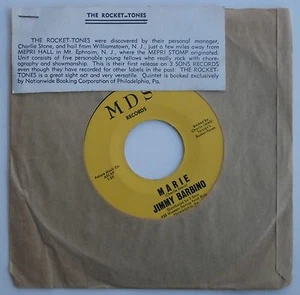 THE ROCKET-TONES
THE ROCKET-TONES were discovered by their personal manager,
Charlie Stone, and hail from Williamstown, N. J., just a few miles away from
MEPRI HALL in Mt. Ephraim, N. J., where the MEPRI STOMP originated.
Unit consists of five personable young fellows who really rock with chore-
ography and showmanship. This is their first release on 3 SONS RECORDS
even though they have recorded for other labels in the past. THE ROCKET-
TONES is a great sight act and very versatile. Quintet is booked exclusively
by Nationwide Booking Corporation of Philadelphia, Pa.
MDS
RECORDS
MARIE
JIMMY BARBINO